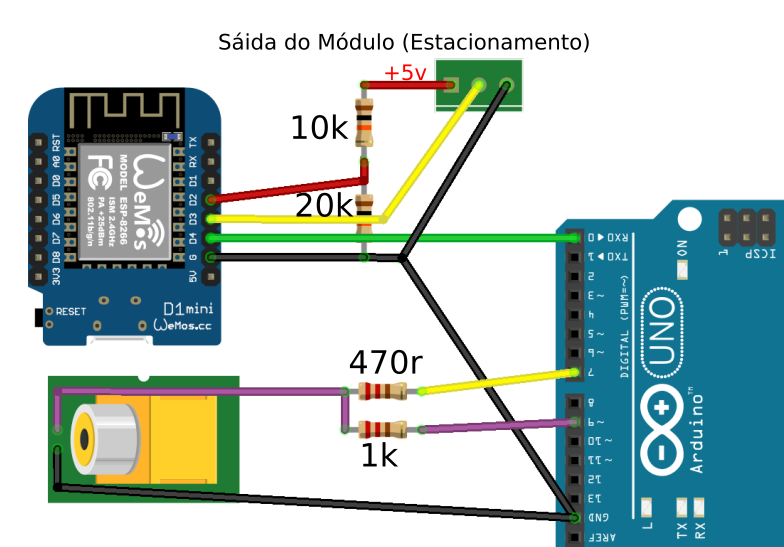 Sáida do Módulo (Estacionamento)
+5v
10k
20k
470r
1k
RST
A0
D0
D5
D6
D7
D8
3V3
TX
RX
D1
D2
D3
D4
G
5V
WeMos
FC
MODEL ESP-8266
ISM 2.4GHz
PA +25dBm
802.11b/g/n
RESET
D1 mini
WeMos.cc
RXD ◄ 0
TXD ► 1
2
~ 3
4
~ 5
~ 6
7
8
~ 9
~ 10
~ 11
12
13
GND
AREF
DIGITAL (PWM=~)
UNO
Arduino™
ON
1
ICSP
L
TX
RX